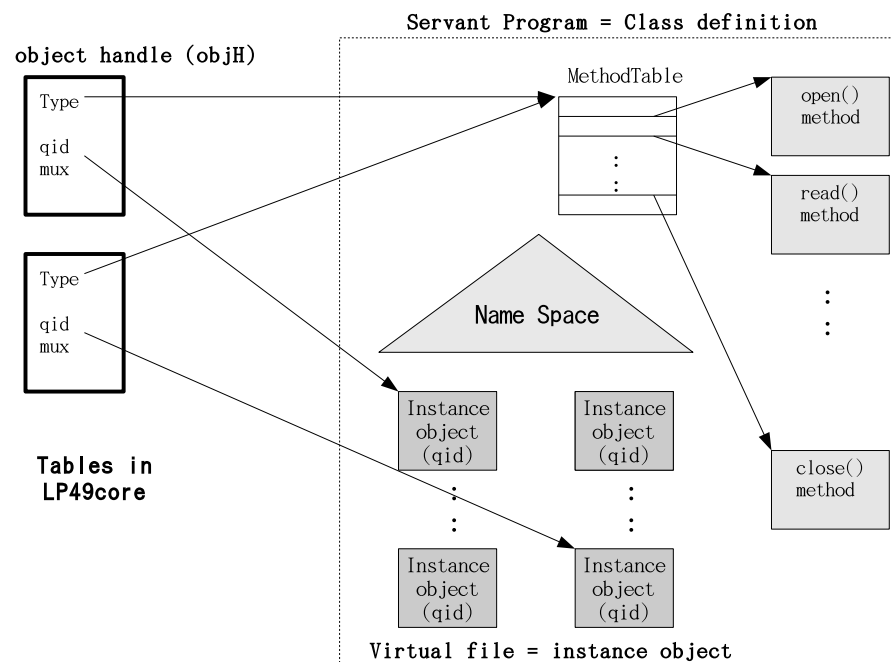 Servant Program = Class definition
object handle (objH)
Type
qid
mux
Type
qid
mux
Tables in
LP49core
MethodTable
:
:
open()
method
read()
method
:
:
close()
method
Name Space
Instance
object
(qid)
Instance
object
(qid)
:
:
:
:
Instance
object
(qid)
Instance
object
(qid)
Virtual file = instance object